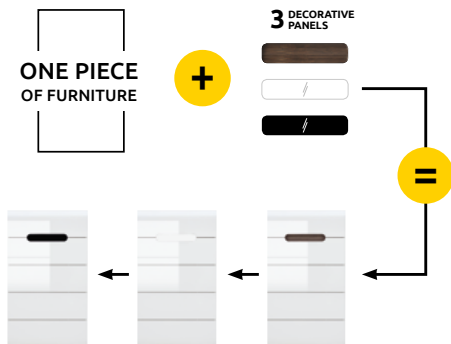 ONE PIECE
OF FURNITURE
+
3 DECORATIVE
PANELS
=